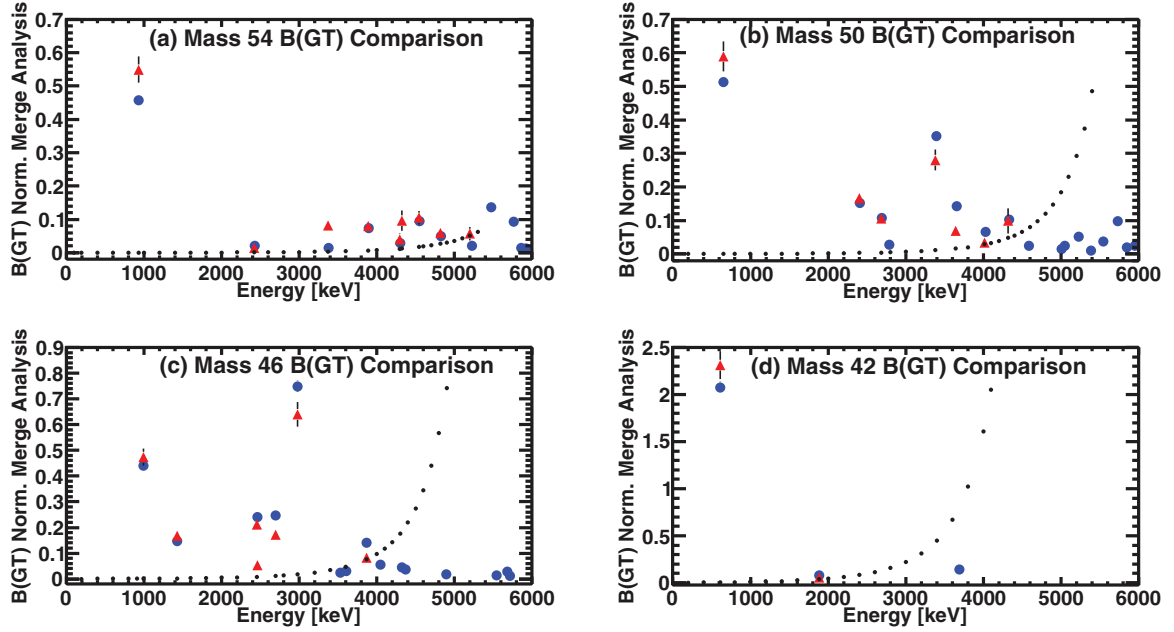 (a) Mass 54 B(GT) Comparison
B(GT) Norm. Merge Analysis
0.7
0.6
0.5
0.4
0.3
0.2
0.1
0
0 1000 2000 3000 4000 5000 6000
Energy [keV]
(b) Mass 50 B(GT) Comparison
B(GT) Norm. Merge Analysis
0.7
0.6
0.5
0.4
0.3
0.2
0.1
0
0 1000 2000 3000 4000 5000 6000
Energy [keV]
(c) Mass 46 B(GT) Comparison
B(GT) Norm. Merge Analysis
0.9
0.8
0.7
0.6
0.5
0.4
0.3
0.2
0.1
0
0 1000 2000 3000 4000 5000 6000
Energy [keV]
(d) Mass 42 B(GT) Comparison
B(GT) Norm. Merge Analysis
2.5
2
1.5
1
0.5
0
0 1000 2000 3000 4000 5000 6000
Energy [keV]